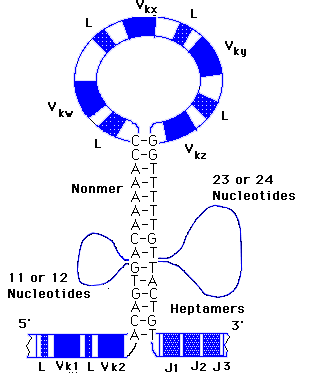 Vkx
L
L
Vky
Vkw
L
L
Vkz
C-G
C-G
A-T
A-T
A-T
A-T
A-T
C-G
A-T
G-T
T-A
G-C
A-T
C-G
A-T
Nonmer
23 or 24
Nucleotides
11 or 12
Nucleotides
Heptamers
5'
3'
L Vk1 L Vk2
J1 J2 J3